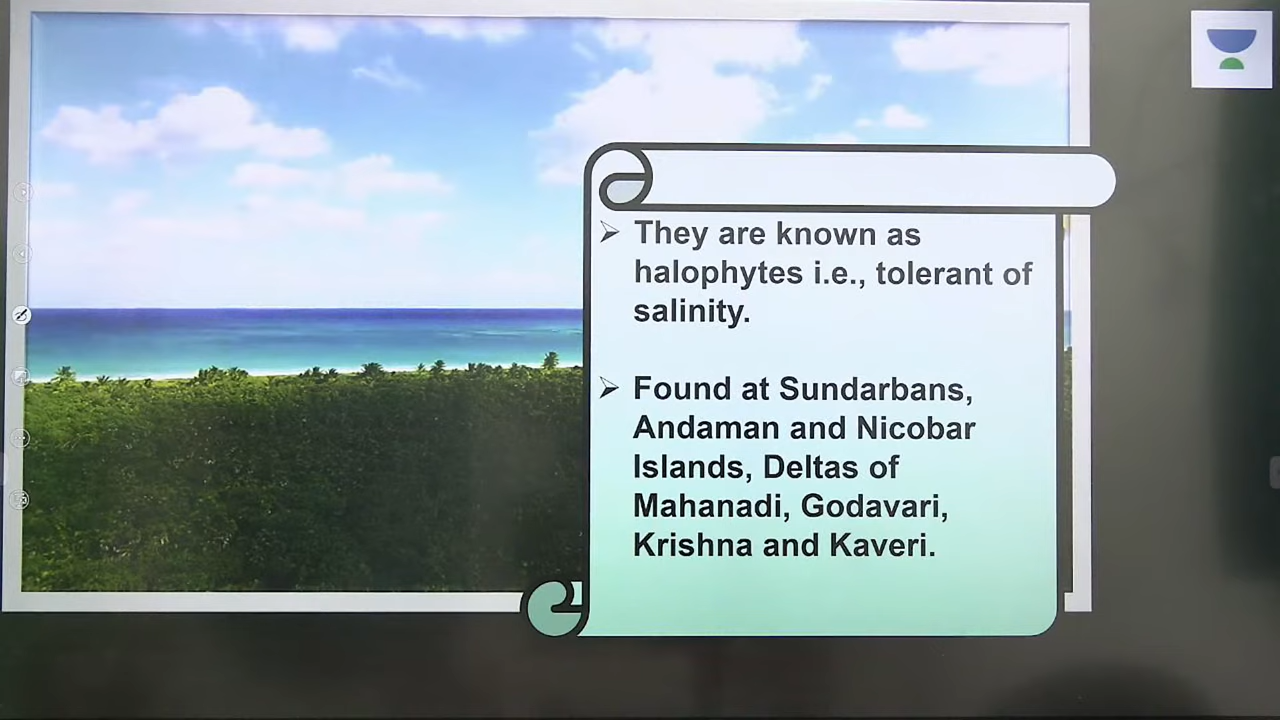 They are known as
halophytes i.e., tolerant of
salinity.
Found at Sundarbans,
Andaman and Nicobar
Islands, Deltas of
Mahanadi, Godavari,
Krishna and Kaveri.